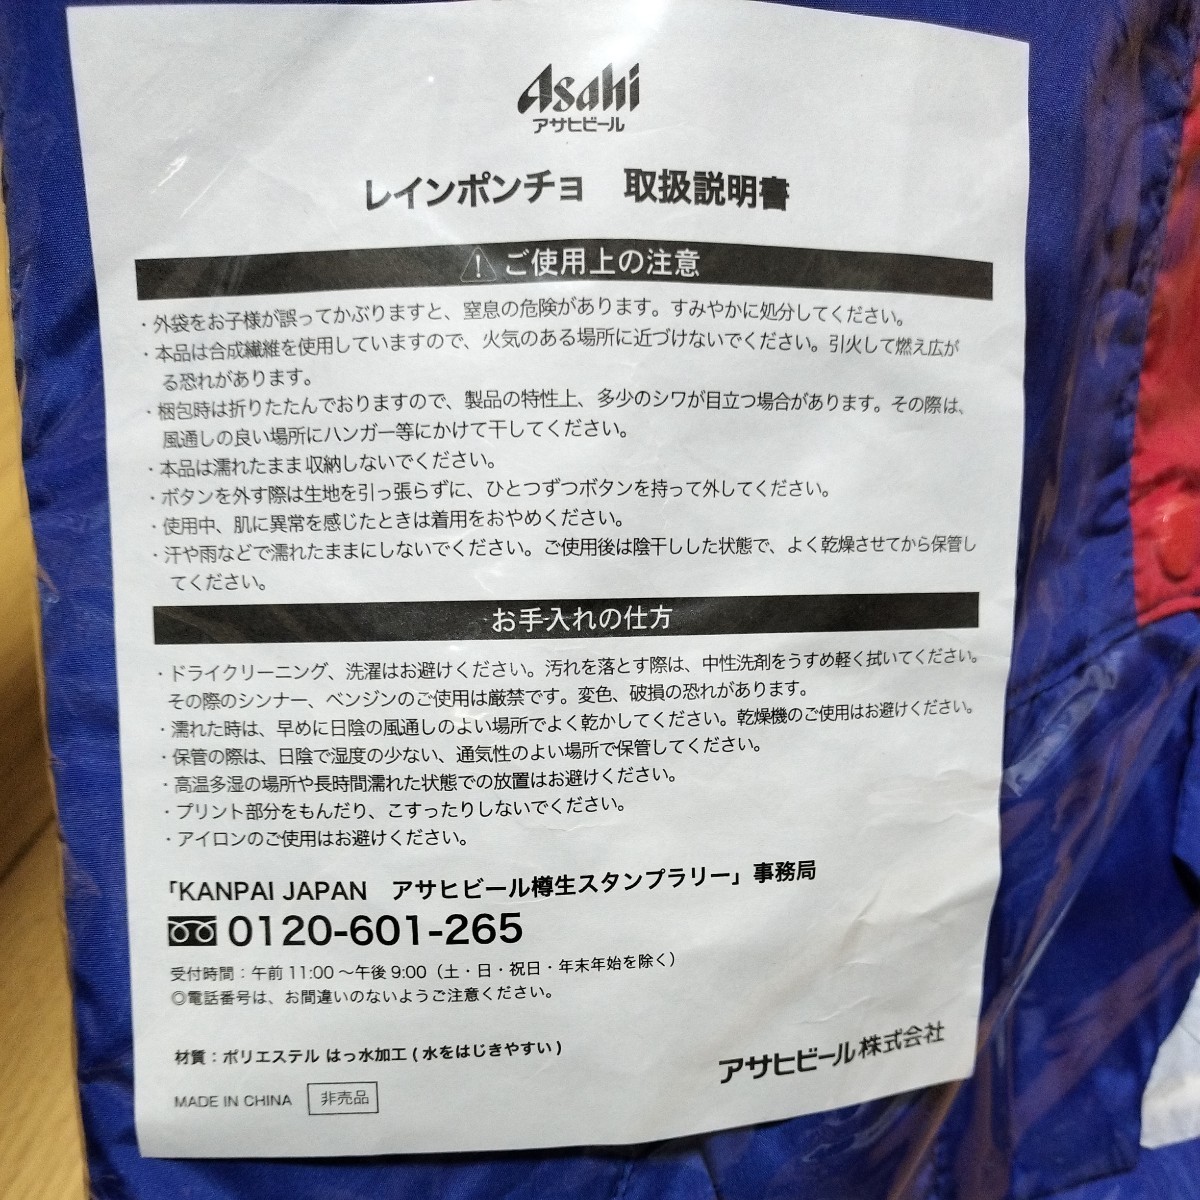 Asahi
アサヒビール
レインポンチョ　取扱説明書
ご使用上の注意
・外袋をお子様が誤ってかぶりますと、窒息の危険があります。すみやかに処分してください。
・本品は合成繊維を使用していますので、火気のある場所に近づけないでください。引火して燃え広が
る恐れがあります。
・梱包時は折りたたんでおりますので、製品の特性上、多少のシワが目立つ場合があります。その際は、
風通しの良い場所にハンガー等にかけて干してください。
・本品は濡れたまま収納しないでください。
・ボタンを外す際は生地を引っ張らずに、ひとつずつボタンを持って外してください。
・使用中、肌に異常を感じたときは着用をおやめください。
・汗や雨などで濡れたままにしないでください。ご使用後は陰干しした状態で、よく乾燥させてから保管し
てください。
お手入れの仕方
・ドライクリーニング、洗濯はお避けください。汚れを落とす際は、中性洗剤をうすめ軽く拭いてください。
その際のシンナー、ベンジンのご使用は厳禁です。変色、破損の恐れがあります。
・濡れた時は、早めに日陰の風通しのよい場所でよく乾かしてください。乾燥機のご使用はお避けください。
・保管の際は、日陰で湿度の少ない、通気性のよい場所で保管してください。
・高温多湿の場所や長時間濡れた状態での放置はお避けください。
・プリント部分をもんだり、こすったりしないでください。
・アイロンのご使用はお避けください。
「KANPAI JAPAN　アサヒビール樽生スタンプラリー」事務局
0120-601-265
受付時間：午前 11:00 〜午後 9:00（土・日・祝日・年末年始を除く）
◎電話番号は、お間違いのないようご注意ください。
材質：ポリエステル はっ水加工 ( 水をはじきやすい )
アサヒビール株式会社
MADE IN CHINA 非売品